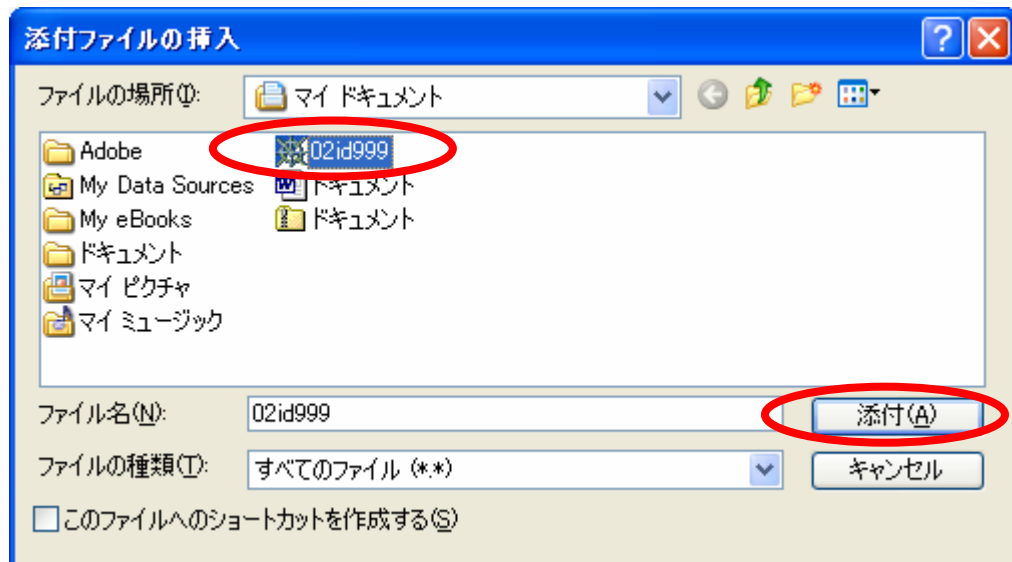 添付ファイルの挿入
ファイルの場所(I):
マイ ドキュメント
Adobe
My Data Sources
My eBooks
ドキュメント
マイ ピクチャ
マイ ミュージック
02id999
ドキュメント
ドキュメント
ファイル名(N):
02id999
添付(A)
ファイルの種類(T):
すべてのファイル (*.*)
キャンセル
このファイルへのショートカットを作成する(S)